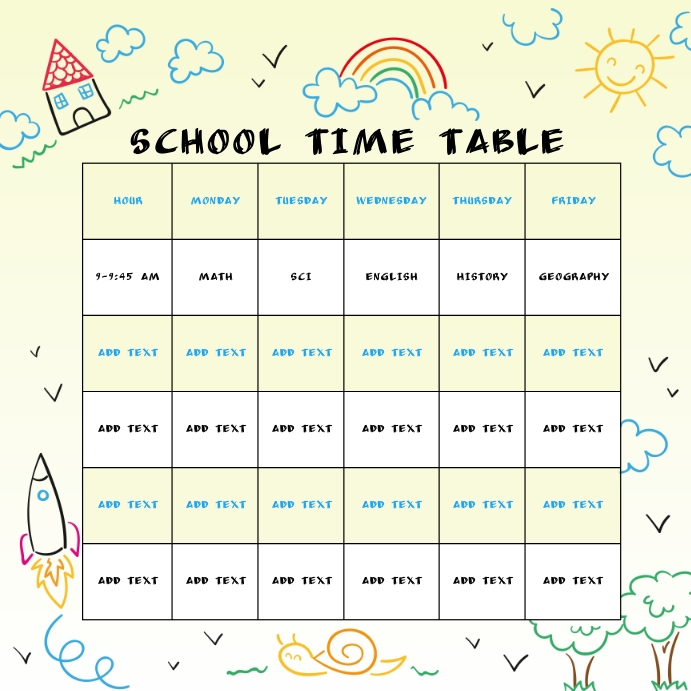 SCHOOL TIME TABLE
HOUR MONDAY TUESDAY WEDNESDAY THURSDAY FRIDAY
9-9:45 AM MATH SCI ENGLISH HISTORY GEOGRAPHY
ADD TEXT ADD TEXT ADD TEXT ADD TEXT ADD TEXT ADD TEXT
ADD TEXT ADD TEXT ADD TEXT ADD TEXT ADD TEXT ADD TEXT
ADD TEXT ADD TEXT ADD TEXT ADD TEXT ADD TEXT ADD TEXT
ADD TEXT ADD TEXT ADD TEXT ADD TEXT ADD TEXT ADD TEXT